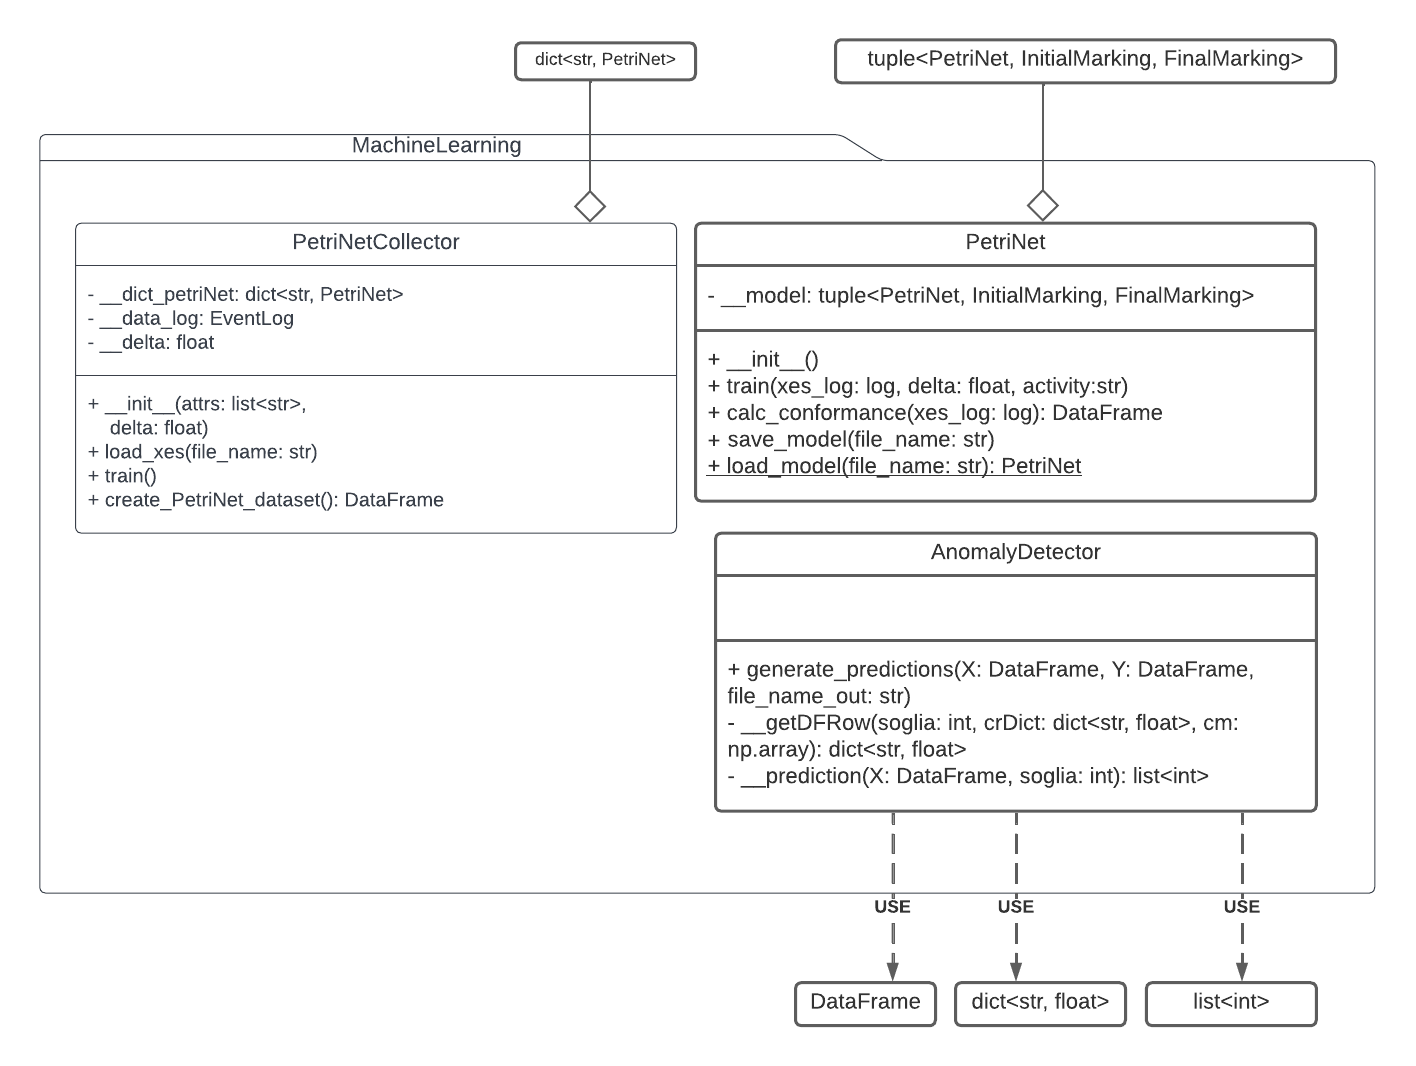 dict<str, PetriNet>
tuple<PetriNet, InitialMarking, FinalMarking>
MachineLearning
PetriNetCollector
- __dict_petriNet: dict<str, PetriNet>
- __data_log: EventLog
- __delta: float
+ __init__(attrs: list<str>,
delta: float)
+ load_xes(file_name: str)
+ train()
+ create_PetriNet_dataset(): DataFrame
PetriNet
- __model: tuple<PetriNet, InitialMarking, FinalMarking>
+ __init__()
+ train(xes_log: log, delta: float, activity:str)
+ calc_conformance(xes_log: log): DataFrame
+ save_model(file_name: str)
+ load_model(file_name: str): PetriNet
AnomalyDetector
+ generate_predictions(X: DataFrame, Y: DataFrame,
file_name_out: str)
- __getDFRow(soglia: int, crDict: dict<str, float>, cm:
np.array): dict<str, float>
- __prediction(X: DataFrame, soglia: int): list<int>
USE
USE
USE
DataFrame
dict<str, float>
list<int>